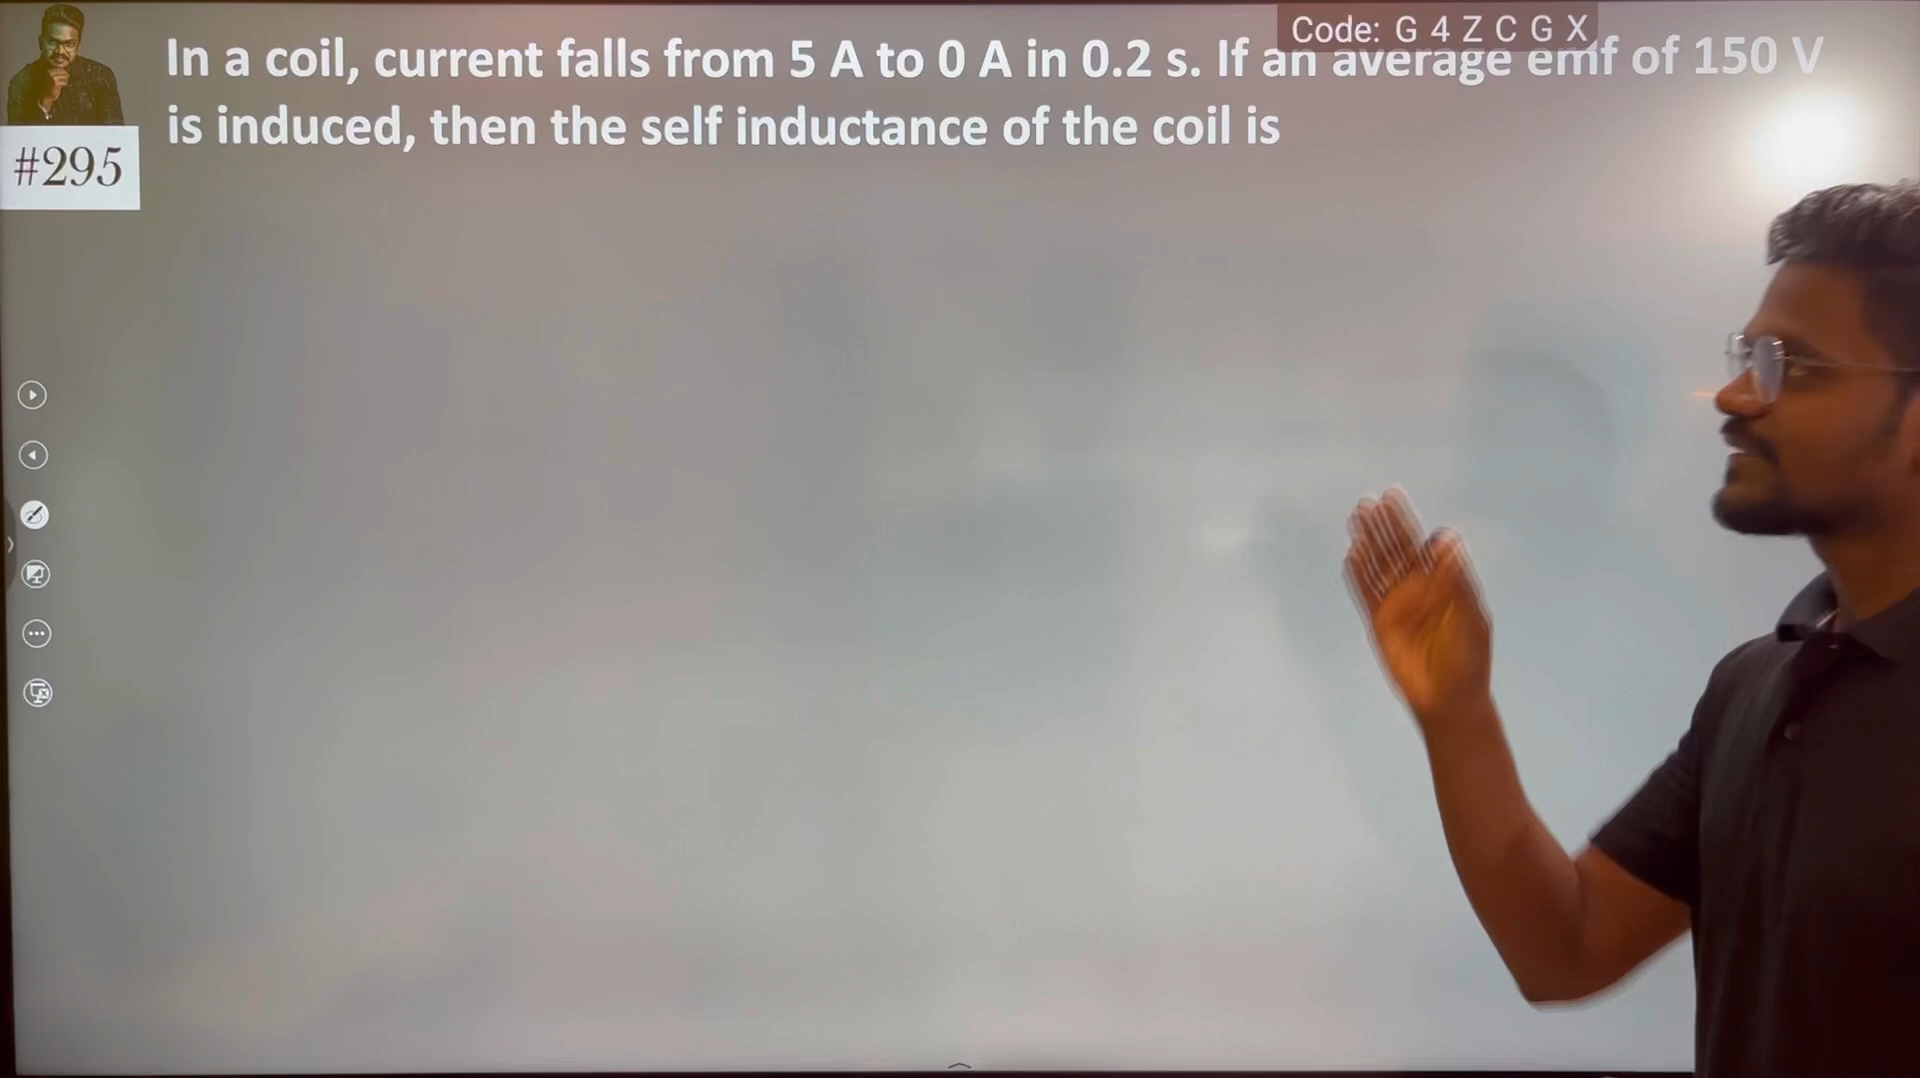 Code: G 4 Z C G X
In a coil, current falls from 5 A to 0 A in 0.2 s. If an average emf of 150 V
is induced, then the self inductance of the coil is
#295